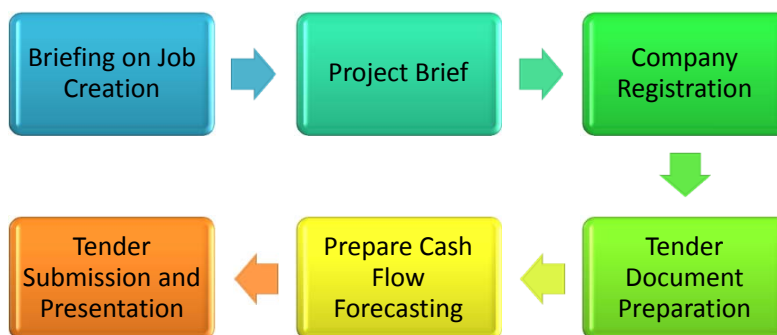 Briefing on Job
Creation
Project Brief
Company
Registration
Tender
Document
Preparation
Prepare Cash
Flow
Forecasting
Tender
Submission and
Presentation